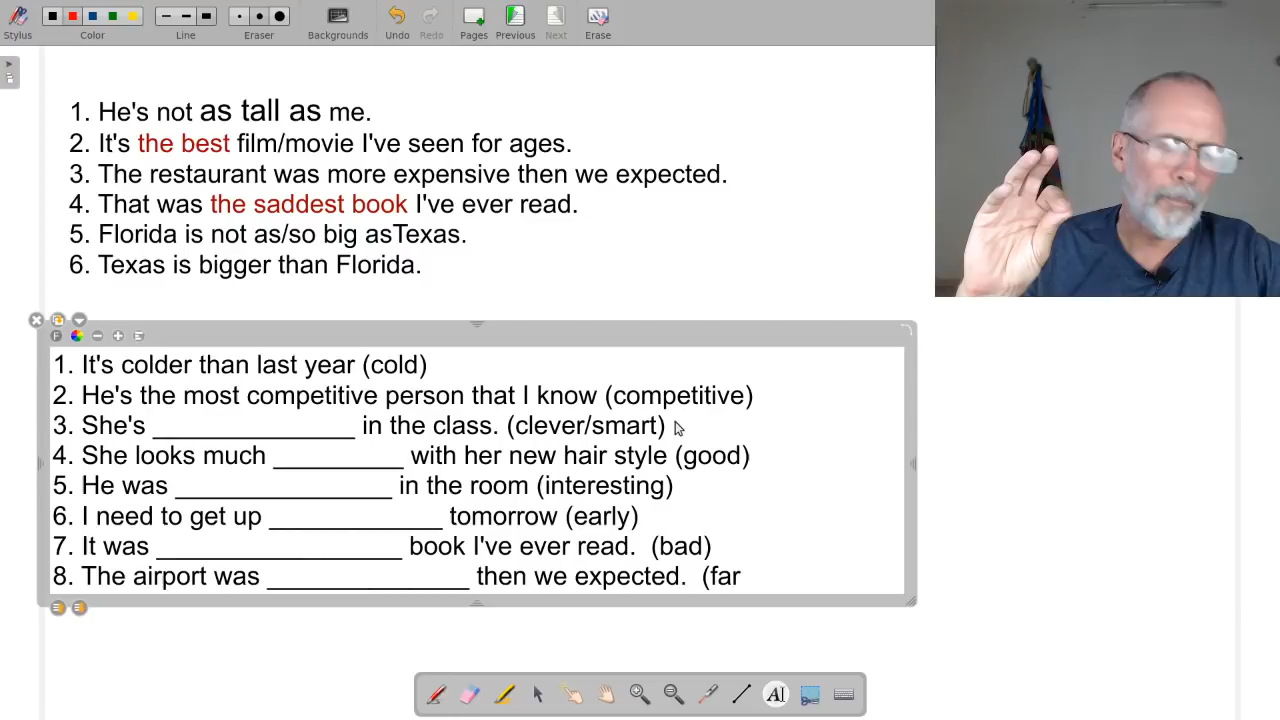 Stylus
Color
Line
Eraser
Backgrounds
Undo
Redo
Pages
Previous
Next
Erase
1. He's not as tall as me.
2. It's the best film/movie I've seen for ages.
3. The restaurant was more expensive then we expected.
4. That was the saddest book I've ever read.
5. Florida is not as/so big asTexas.
6. Texas is bigger than Florida.
1. It's colder than last year (cold)
2. He's the most competitive person that I know (competitive)
3. She's ______________ in the class. (clever/smart)
4. She looks much _________ with her new hair style (good)
5. He was _______________ in the room (interesting)
6. I need to get up ____________ tomorrow (early)
7. It was _________________ book I've ever read. (bad)
8. The airport was ______________ then we expected. (far